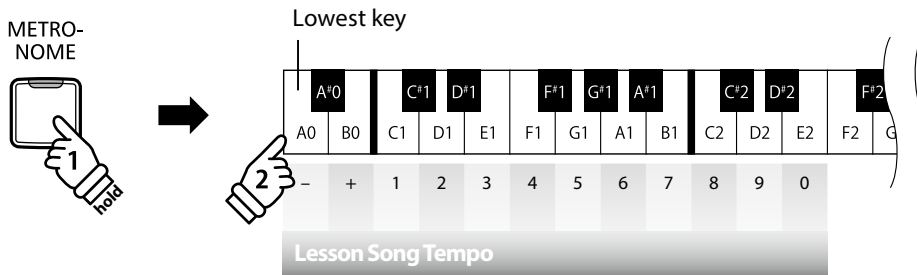 Lowest key
METRO-
NOME
A#0 C#1 D#1 F#1 G#1 A#1 C#2 D#2 F#2
A0 B0 C1 D1 E1 F1 G1 A1 B1 C2 D2 E2 F2
1 hold
2
– + 1 2 3 4 5 6 7 8 9 0
Lesson Song Tempo